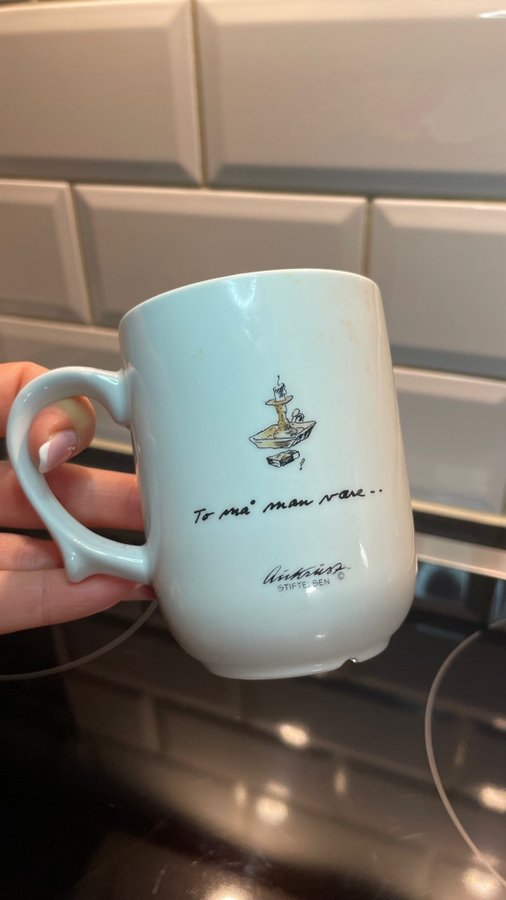 To må man være..
Aukrust ©
STIFTELSEN